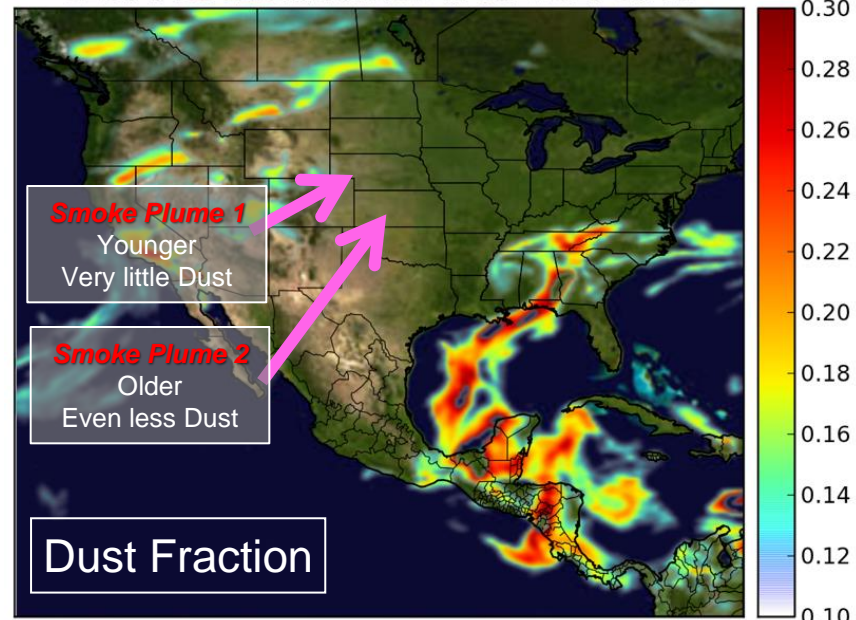 Smoke Plume 1
Younger
Very little Dust
Smoke Plume 2
Older
Even less Dust
Dust Fraction
0.30
0.28
0.26
0.24
0.22
0.20
0.18
0.16
0.14
0.12
0.10